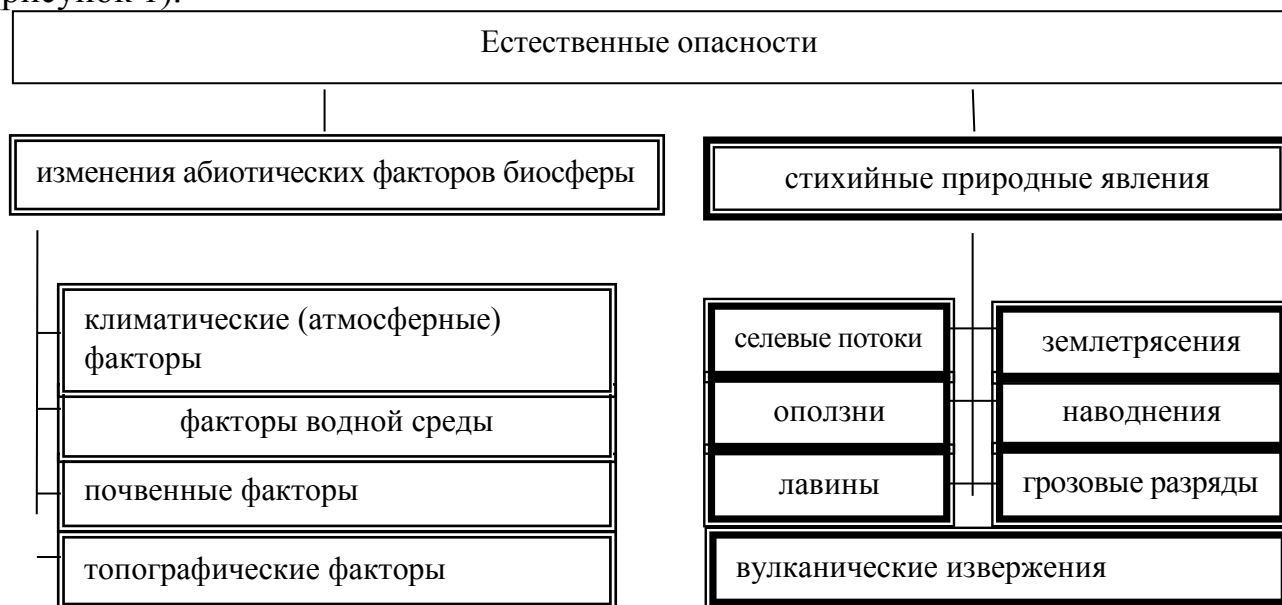 рисунок 1).
Естественные опасности
изменения абиотических факторов биосферы
стихийные природные явления
климатические (атмосферные)
факторы
факторы водной среды
почвенные факторы
топографические факторы
селевые потоки
землетрясения
оползни
наводнения
лавины
грозовые разряды
вулканические извержения